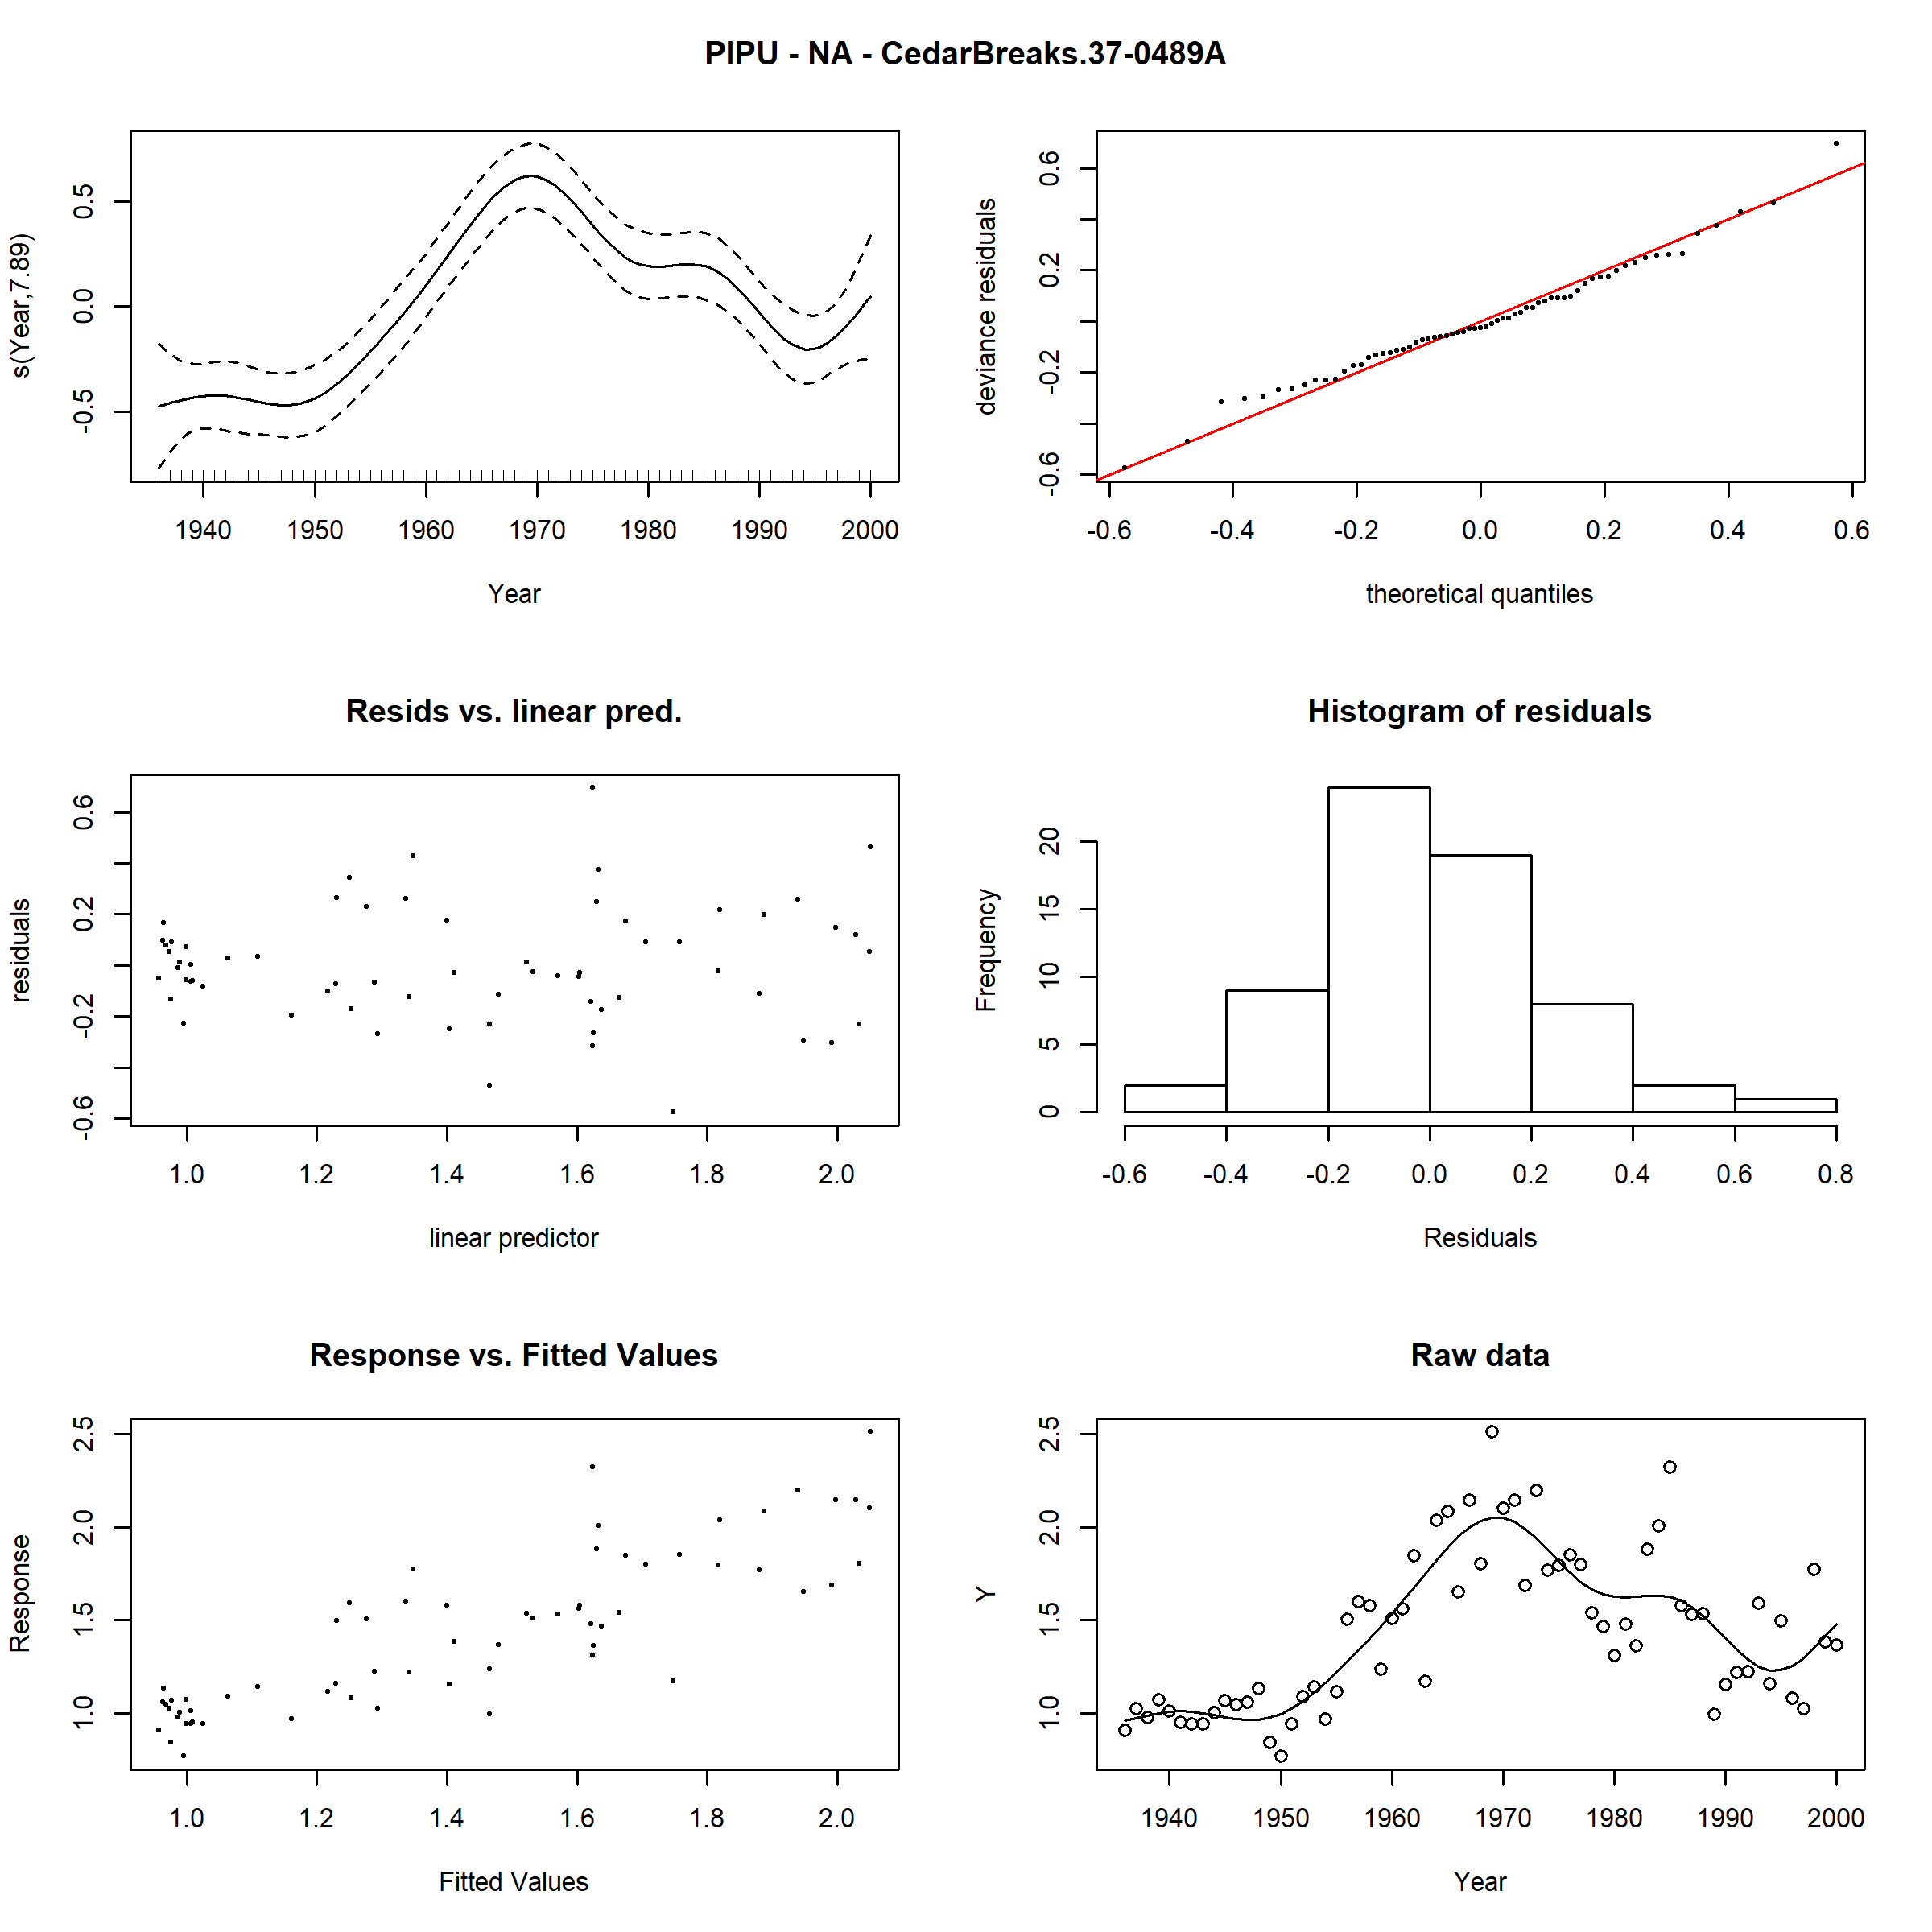 PIPU - NA - CedarBreaks.37-0489A
s(Year,7.89)
0.5
0.0
-0.5
1940 1950 1960 1970 1980 1990 2000
Year
deviance residuals
0.6
0.2
-0.2
-0.6
-0.6 -0.4 -0.2 0.0 0.2 0.4 0.6
theoretical quantiles
Resids vs. linear pred.
residuals
0.6
0.2
-0.2
-0.6
1.0 1.2 1.4 1.6 1.8 2.0
linear predictor
Histogram of residuals
Frequency
20
15
10
5
0
-0.6 -0.4 -0.2 0.0 0.2 0.4 0.6 0.8
Residuals
Response vs. Fitted Values
Response
2.5
2.0
1.5
1.0
1.0 1.2 1.4 1.6 1.8 2.0
Fitted Values
Raw data
Y
2.5
2.0
1.5
1.0
1940 1950 1960 1970 1980 1990 2000
Year